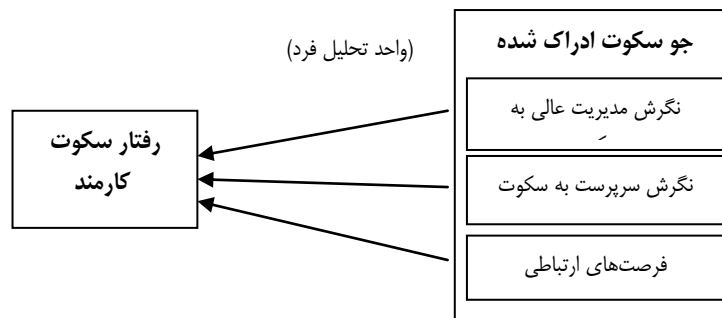 جو سکوت ادراک شده
(واحد تحلیل فرد)
نگرش مدیریت عالی به
نگرش سرپرست به سکوت
فرصت‌های ارتباطی
رفتار سکوت
کارمند